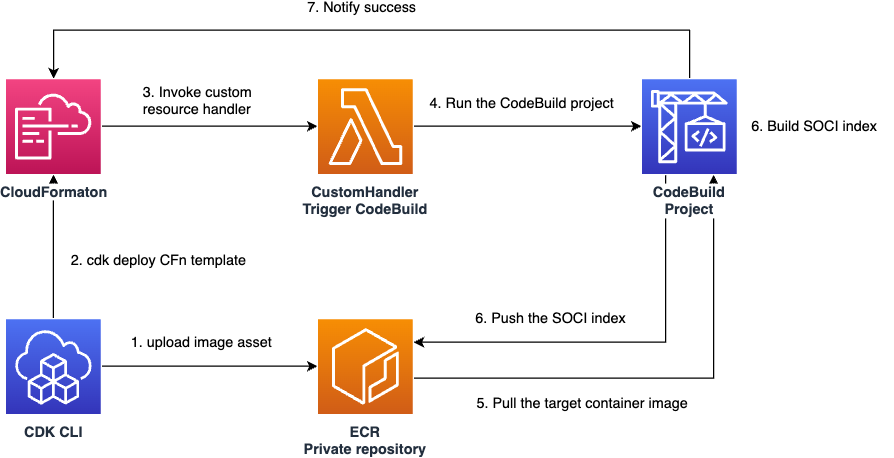 7. Notify success
3. Invoke custom
resource handler
4. Run the CodeBuild project
6. Build SOCI index
CloudFormaton
CustomHandler
Trigger CodeBuild
CodeBuild
Project
2. cdk deploy CFn template
6. Push the SOCI index
1. upload image asset
5. Pull the target container image
CDK CLI
ECR
Private repository